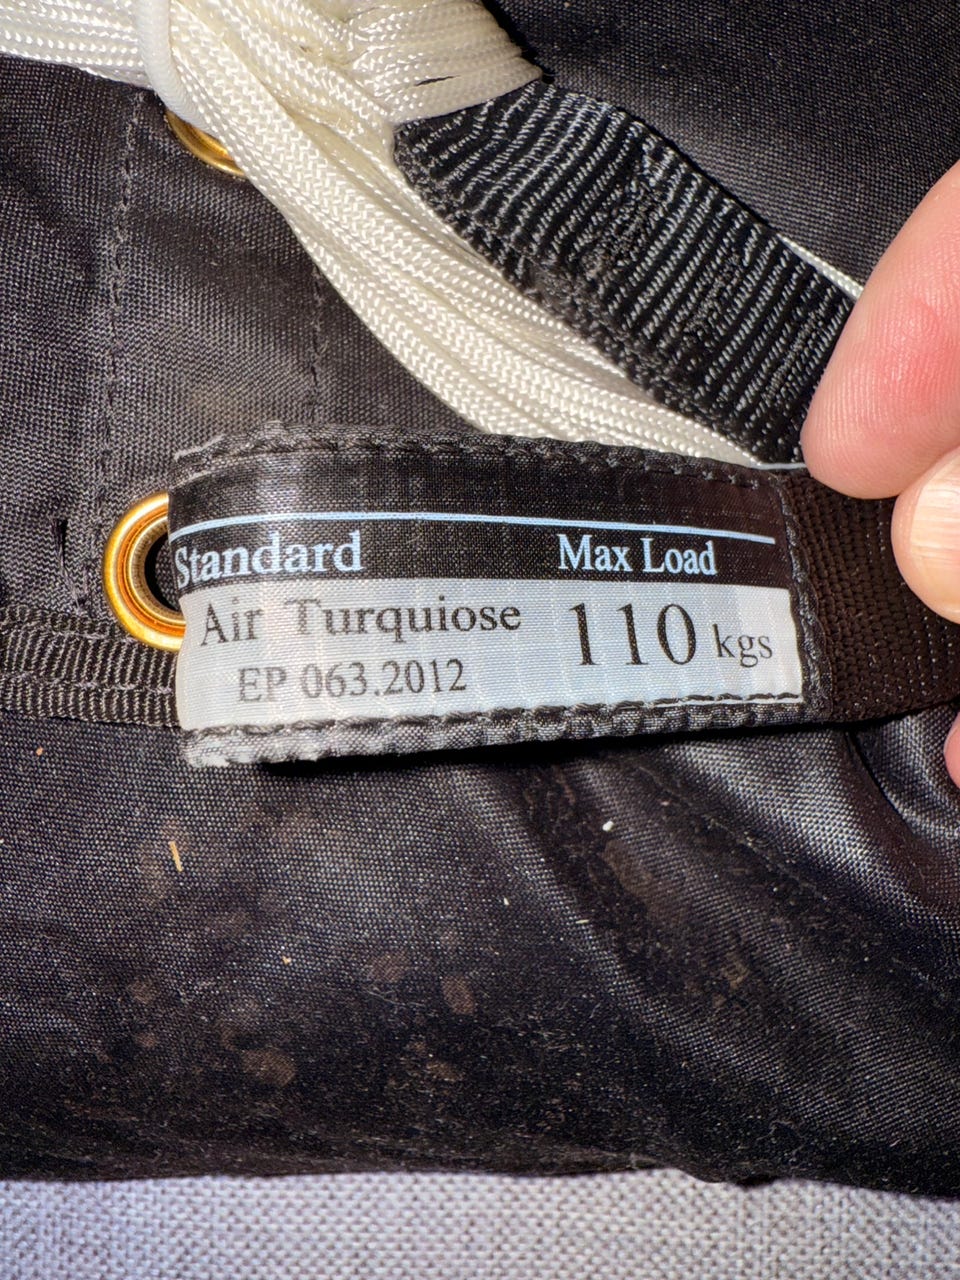 Standard Max Load
Air Turquiose 110 kgs
EP 063.2012